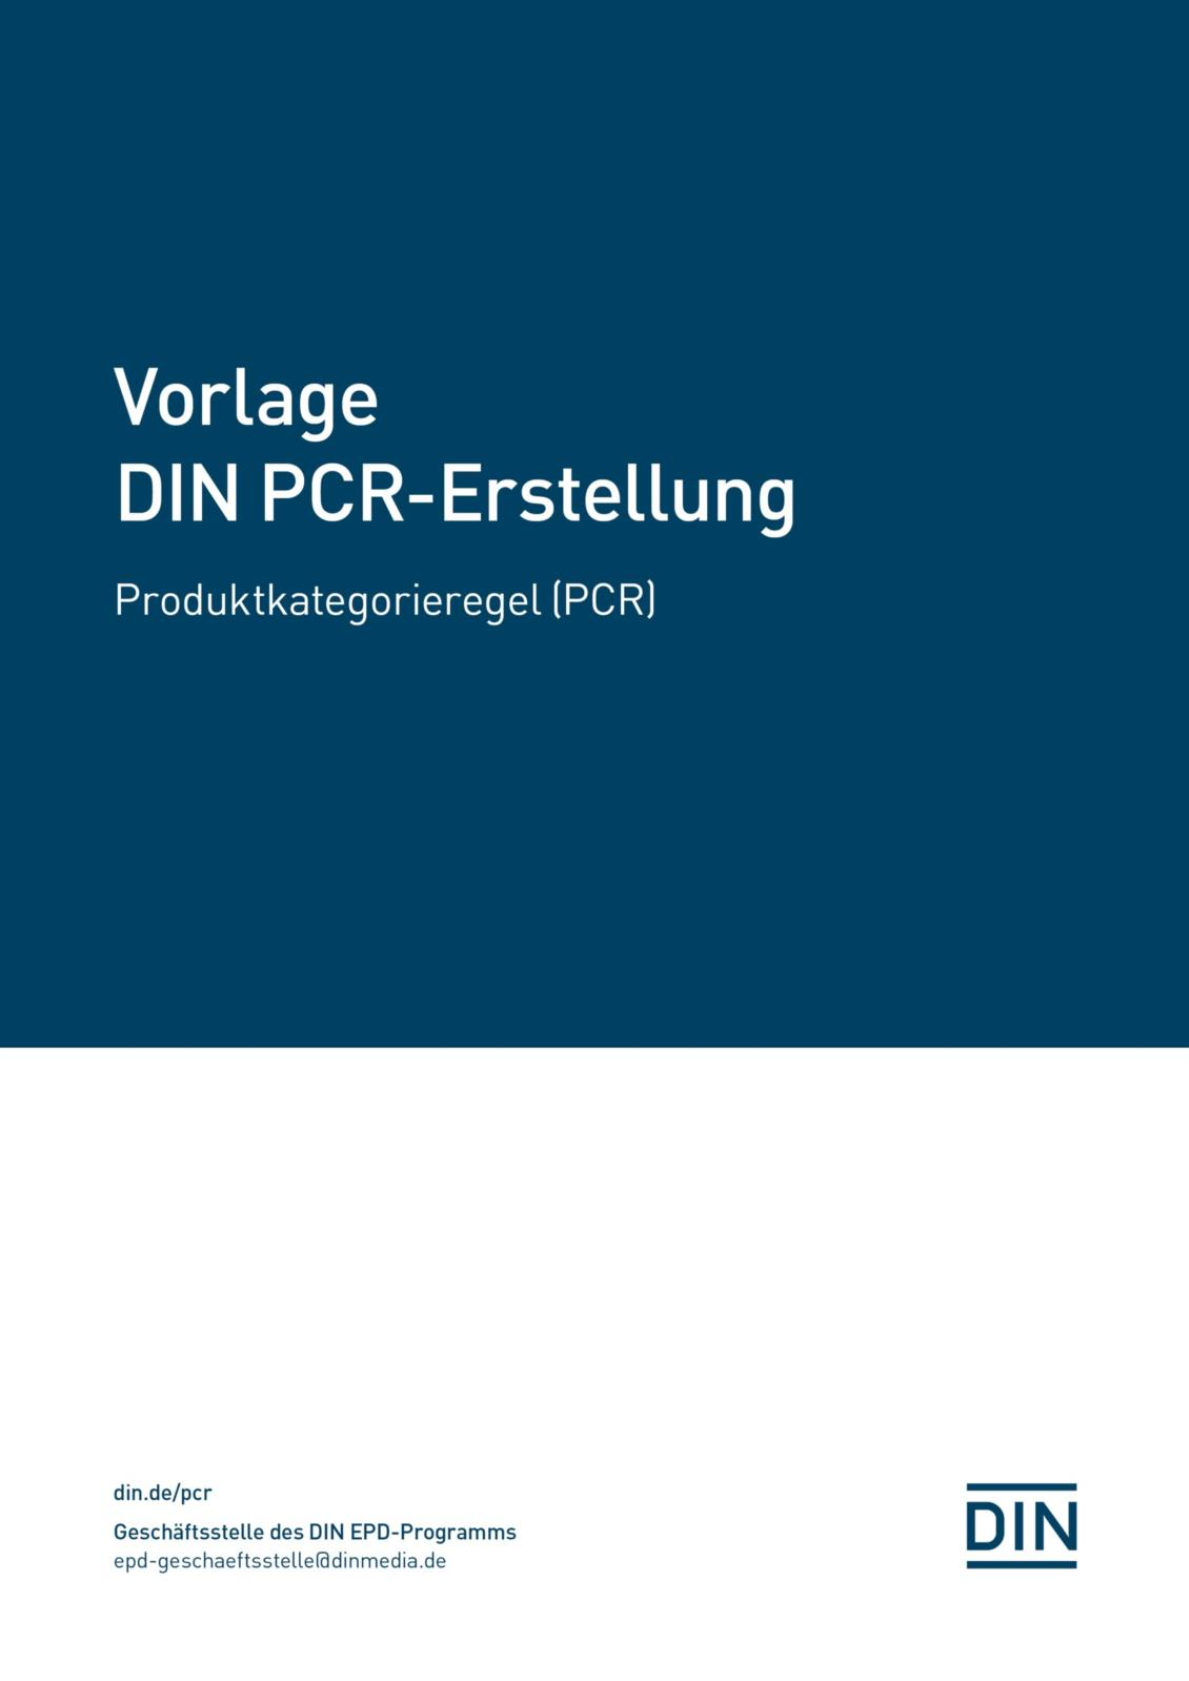 Vorlage
DIN PCR-Erstellung
Produktkategorieregel (PCR)
din.de/pcr
Geschäftsstelle des DIN EPD-Programms
epd-geschaeftsstelle@dinmedia.de
DIN